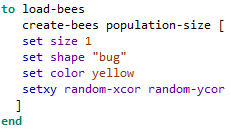 to load-bees
create-bees population-size [
set size 1
set shape "bug"
set color yellow
setxy random-xcor random-ycor
]
end